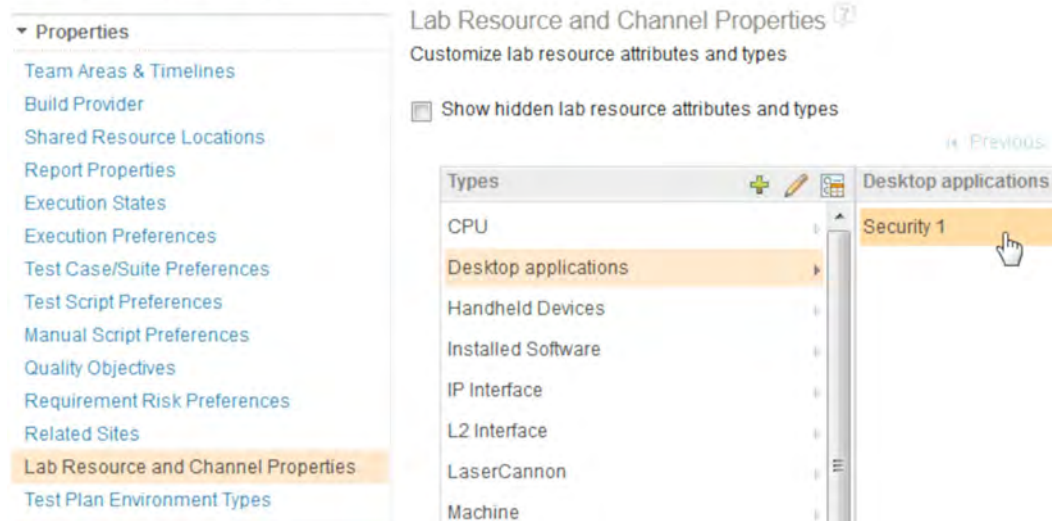 Properties
Team Areas & Timelines
Build Provider
Shared Resource Locations
Report Properties
Execution States
Execution Preferences
Test Case/Suite Preferences
Test Script Preferences
Manual Script Preferences
Quality Objectives
Requirement Risk Preferences
Related Sites
Lab Resource and Channel Properties
Test Plan Environment Types
Lab Resource and Channel Properties ?
Customize lab resource attributes and types
Show hidden lab resource attributes and types
Previous
Types
CPU
Desktop applications
Handheld Devices
Installed Software
IP Interface
L2 Interface
LaserCannon
Machine
Desktop applications
Security 1